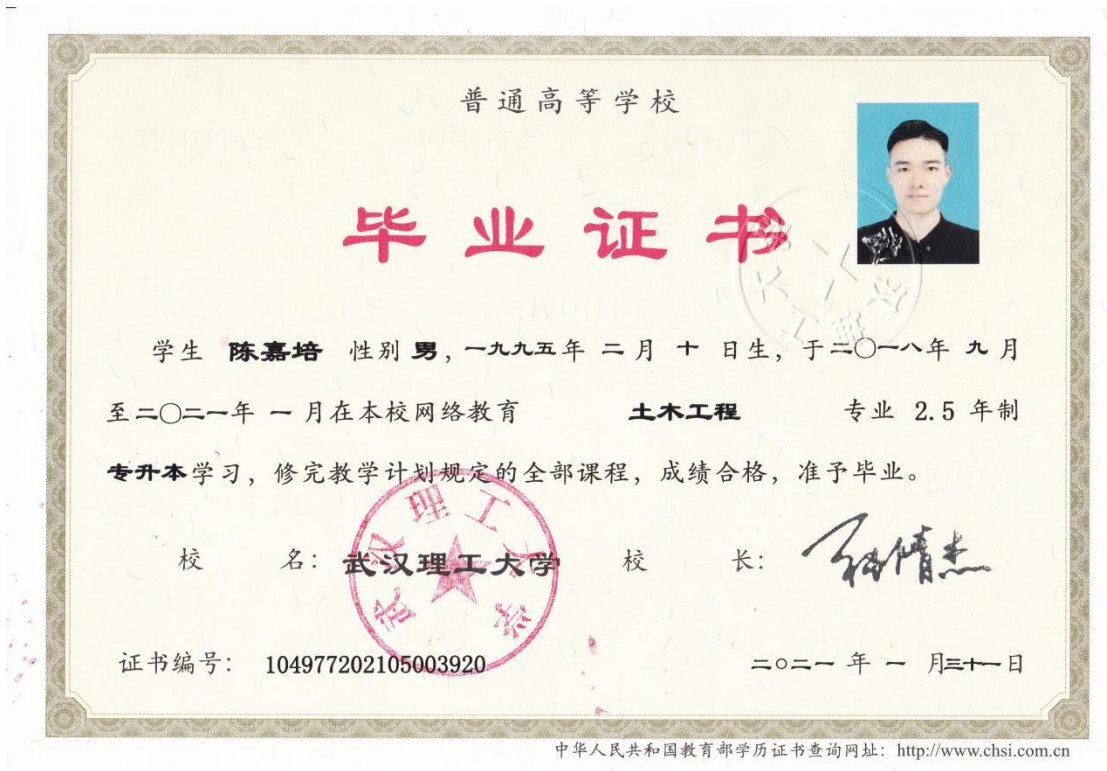 普通高等学校
毕业证书
学生 陈嘉培 性别 男，一九九五年 二 月 十 日生，于二〇一八年 九 月
至二〇二一年 一 月在本校网络教育 土木工程 专业 2.5 年制
专升本学习，修完教学计划规定的全部课程，成绩合格，准予毕业。
校 名： 武汉理工大学 校 长：
武汉理工大学
证书编号： 104977202105003920 二〇二一 年 一 月三十一日
中华人民共和国教育部学历证书查询网址： http://www.chsi.com.cn